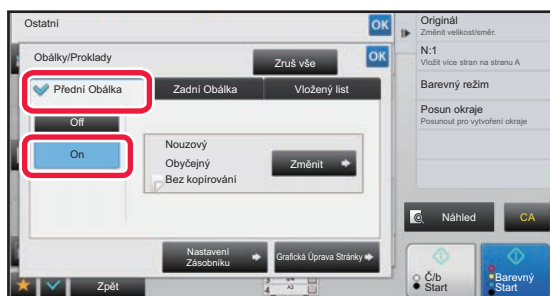 Ostatní
OK
Obálky/Proklady
Zruš vše
OK
Přední Obálka
Zadní Obálka
Vložený list
Off
On
Nouzový
Obyčejný
Bez kopírování
Změnit
Nastavení
Zásobníku
Grafická Úprava Stránky
Zpět
Originál
Změnit velikost/směr.
N:1
Vložit více stran na stranu A
Barevný režim
Posun okraje
Posunout pro vytvoření okraje
Náhled
CA
Č/b
Start
Barevný
Start